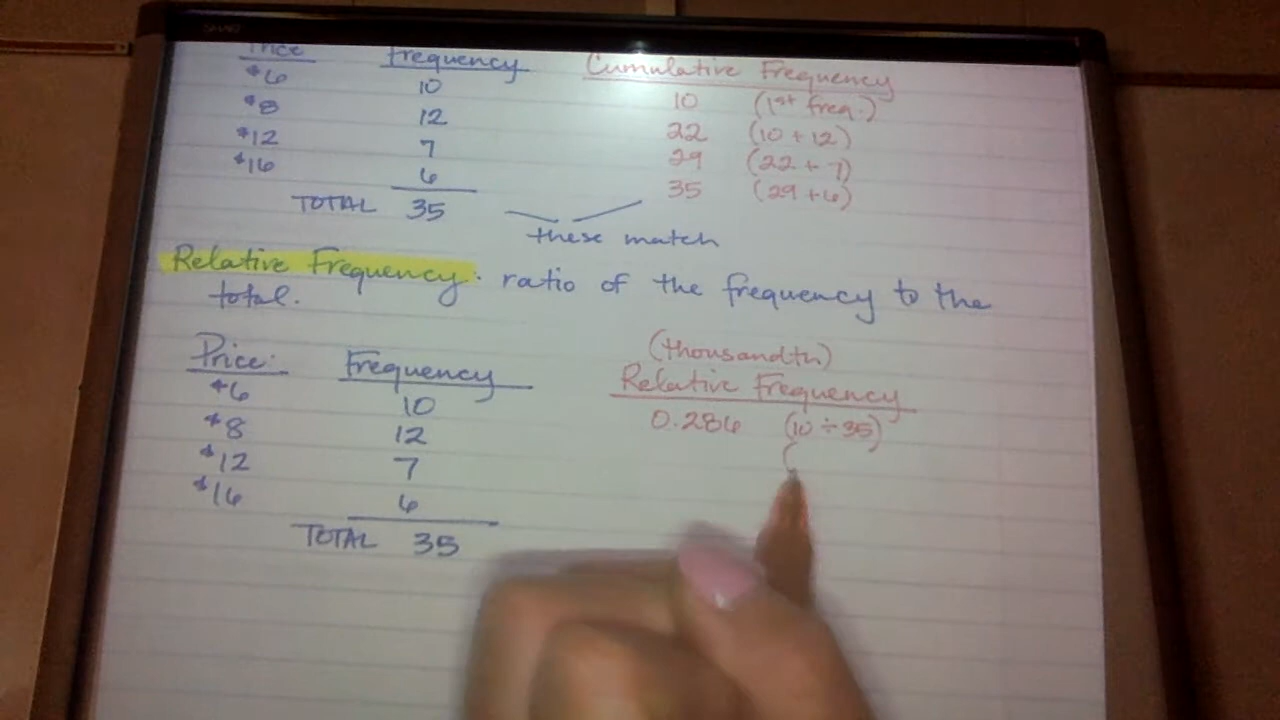 Price Frequency Cumulative Frequency
$6 10 10 (1st freq.)
$8 12 22 (10 + 12)
$12 7 29 (22 + 7)
$16 6 35 (29 + 6)
TOTAL 35
these match
Relative Frequency: ratio of the frequency to the
total.
(thousandth)
Price: Frequency Relative Frequency
$6 10 0.286 (10 ÷ 35)
$8 12 (
$12 7
$16 6
TOTAL 35